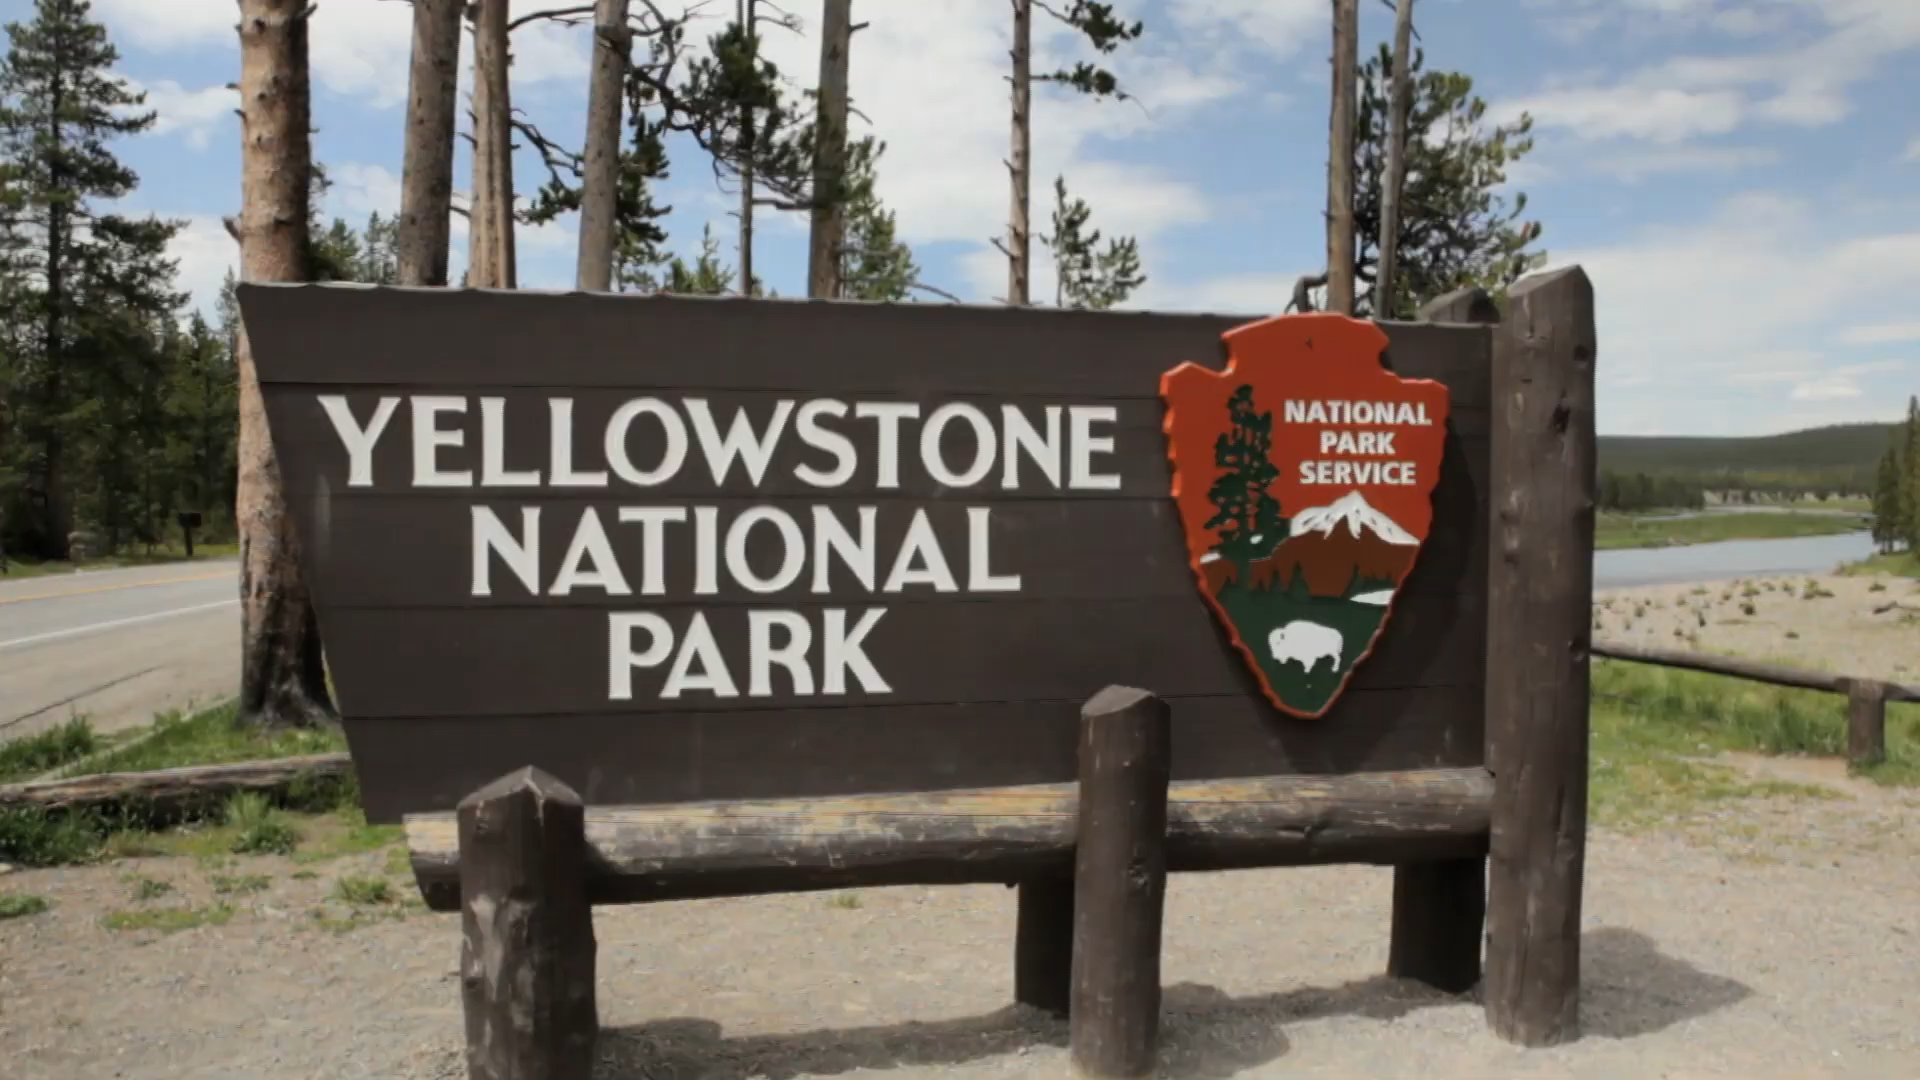 YELLOWSTONE
NATIONAL
PARK
NATIONAL
PARK
SERVICE